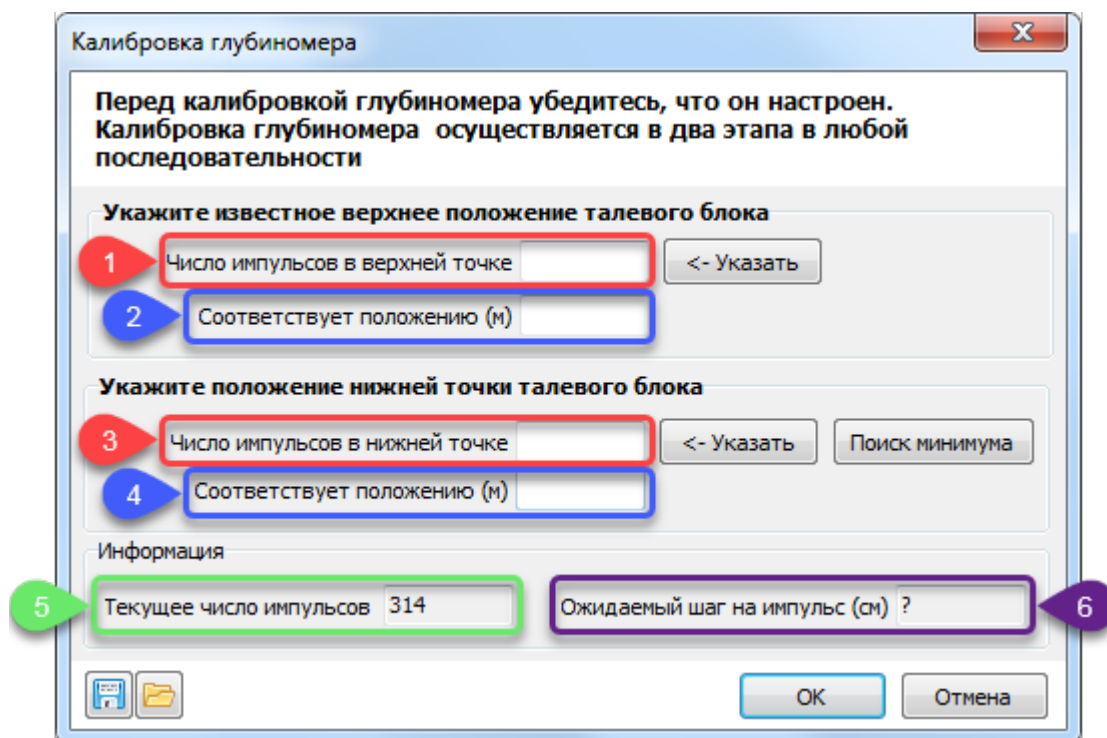 Калибровка глубиномера
Перед калибровкой глубиномера убедитесь, что он настроен.
Калибровка глубиномера осуществляется в два этапа в любой
последовательности
Укажите известное верхнее положение талевого блока
1 Число импульсов в верхней точке <- Указать
2 Соответствует положению (м)
Укажите положение нижней точки талевого блока
3 Число импульсов в нижней точке <- Указать Поиск минимума
4 Соответствует положению (м)
Информация
5 Текущее число импульсов 314 Ожидаемый шаг на импульс (см) ? 6
OK Отмена